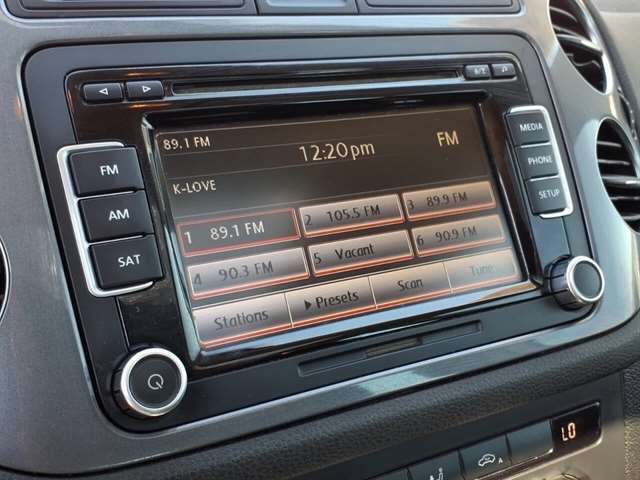 89.1 FM
12:20pm
FM
K-LOVE
1 89.1 FM
2 105.5 FM
3 89.9 FM
4 90.3 FM
5 Vacant
6 90.9 FM
Stations
Presets
Scan
Tune
FM
AM
SAT
MEDIA
PHONE
SETUP
LO
A